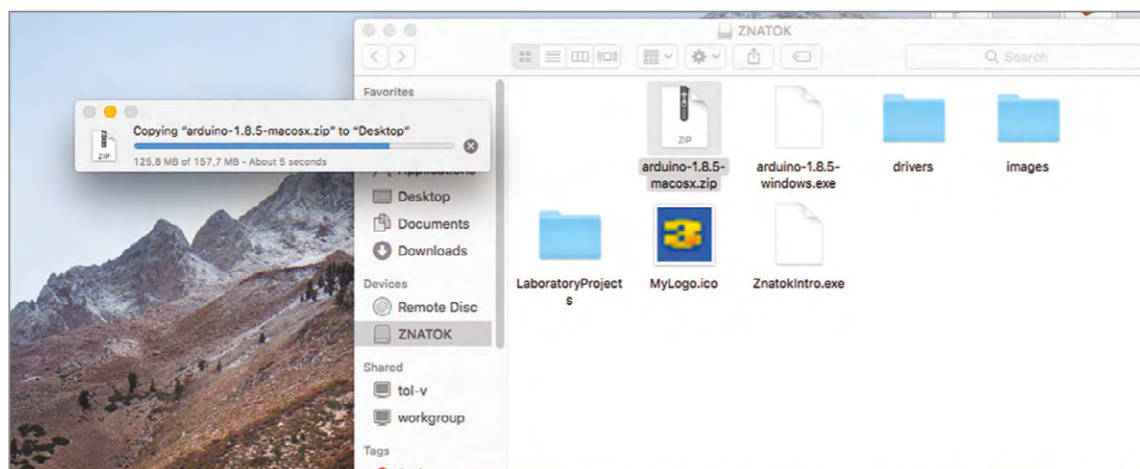 ZNATOK
Search
Favorites
Copying “arduino-1.8.5-macosx.zip” to “Desktop”
125,8 MB of 157,7 MB - About 5 seconds
ZIP
Applications
Desktop
Documents
Downloads
Devices
Remote Disc
ZNATOK
Shared
tol-v
workgroup
Tags
ZIP
arduino-1.8.5-
macosx.zip
arduino-1.8.5-
windows.exe
drivers
images
LaboratoryProject
s
MyLogo.ico
ZnatokIntro.exe